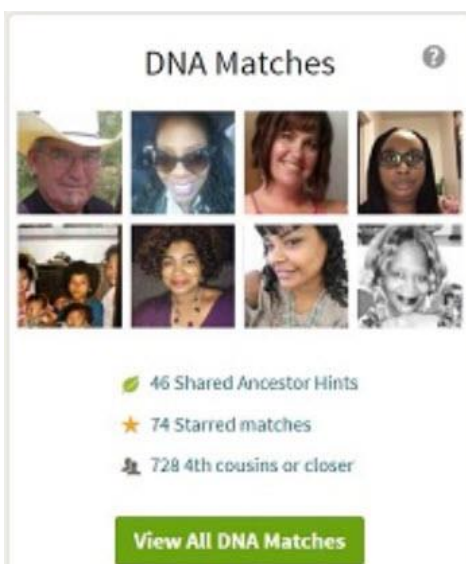 DNA Matches
?
46 Shared Ancestor Hints
74 Starred matches
728 4th cousins or closer
View All DNA Matches